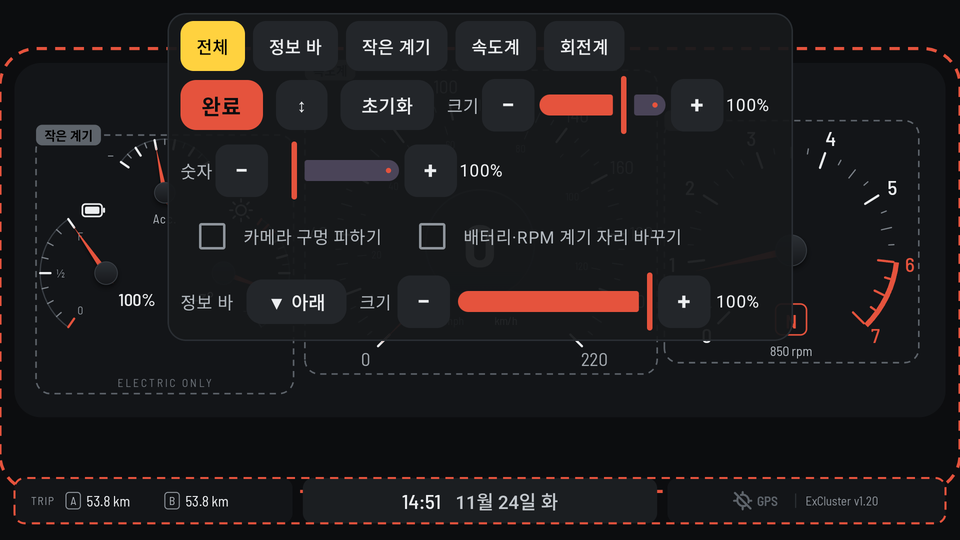 전체 정보 바 작은 계기 속도계 회전계
완료 ↕ 초기화 크기 - + 100%
숫자 - + 100%
카메라 구멍 피하기 배터리·RPM 계기 자리 바꾸기
정보 바 ▼ 아래 크기 - + 100%
작은 계기
Ac
F
½
0
100%
ELECTRIC ONLY
100
160
0
km/h
0 220
0
1
2
3
4
5
6
7
N
850 rpm
TRIP A 53.8 km B 53.8 km
14:51 11월 24일 화
GPS ExCluster v1.20